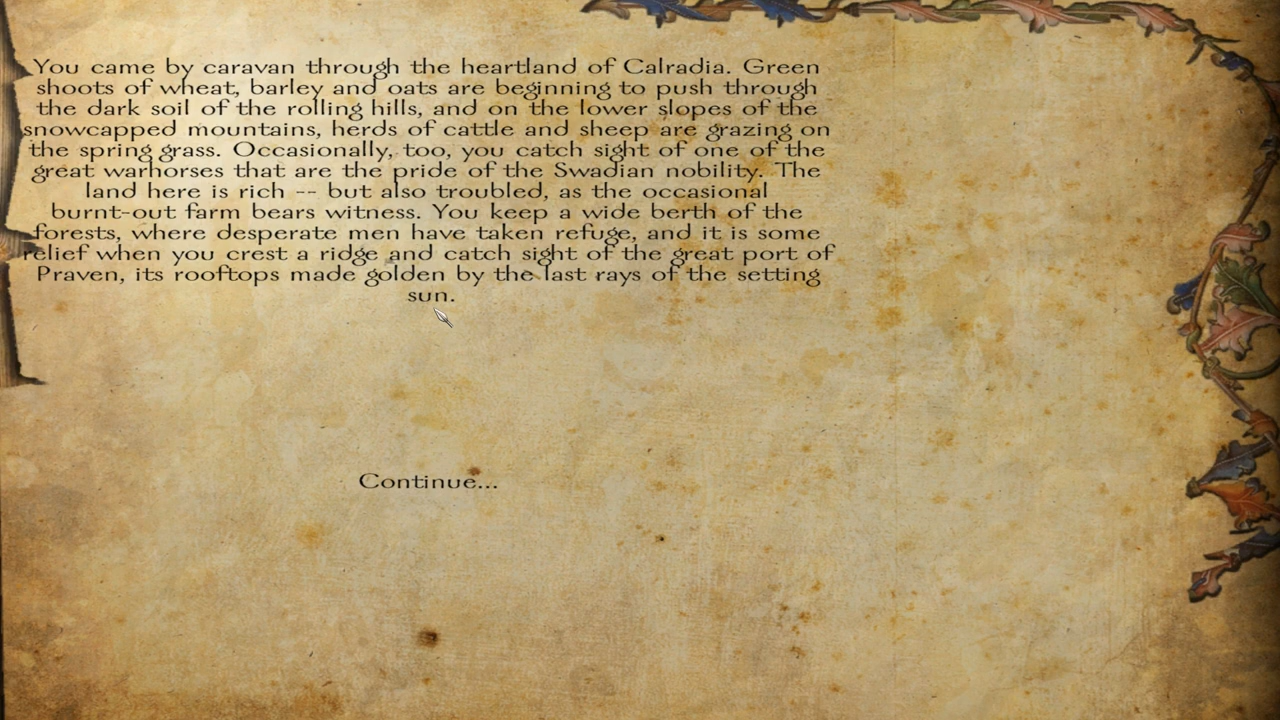 You came by caravan through the heartland of Calradia. Green
shoots of wheat, barley and oats are beginning to push through
the dark soil of the rolling hills, and on the lower slopes of the
snowcapped mountains, herds of cattle and sheep are grazing on
the spring grass. Occasionally, too, you catch sight of one of the
great warhorses that are the pride of the Swadian nobility. The
land here is rich -- but also troubled, as the occasional
burnt-out farm bears witness. You keep a wide berth of the
forests, where desperate men have taken refuge, and it is some
relief when you crest a ridge and catch sight of the great port of
Praven, its rooftops made golden by the last rays of the setting
sun.
Continue...